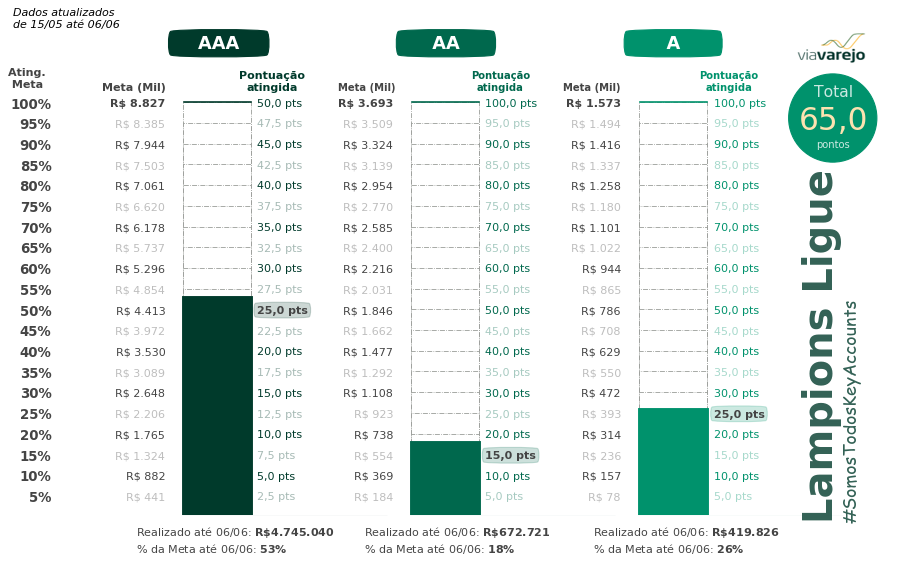 Dados atualizados
de 15/05 até 06/06
AAA
AA
A
viavarejo
Ating.
Meta
Meta (Mil)
Pontuação
atingida
Meta (Mil)
Pontuação
atingida
Meta (Mil)
Pontuação
atingida
Total
65,0
pontos
100% R$ 8.827 50,0 pts R$ 3.693 100,0 pts R$ 1.573 100,0 pts
95% R$ 8.385 47,5 pts R$ 3.509 95,0 pts R$ 1.494 95,0 pts
90% R$ 7.944 45,0 pts R$ 3.324 90,0 pts R$ 1.416 90,0 pts
85% R$ 7.503 42,5 pts R$ 3.139 85,0 pts R$ 1.337 85,0 pts
80% R$ 7.061 40,0 pts R$ 2.954 80,0 pts R$ 1.258 80,0 pts
75% R$ 6.620 37,5 pts R$ 2.770 75,0 pts R$ 1.180 75,0 pts
70% R$ 6.178 35,0 pts R$ 2.585 70,0 pts R$ 1.101 70,0 pts
65% R$ 5.737 32,5 pts R$ 2.400 65,0 pts R$ 1.022 65,0 pts
60% R$ 5.296 30,0 pts R$ 2.216 60,0 pts R$ 944 60,0 pts
55% R$ 4.854 27,5 pts R$ 2.031 55,0 pts R$ 865 55,0 pts
50% R$ 4.413 25,0 pts R$ 1.846 50,0 pts R$ 786 50,0 pts
45% R$ 3.972 22,5 pts R$ 1.662 45,0 pts R$ 708 45,0 pts
40% R$ 3.530 20,0 pts R$ 1.477 40,0 pts R$ 629 40,0 pts
35% R$ 3.089 17,5 pts R$ 1.292 35,0 pts R$ 550 35,0 pts
30% R$ 2.648 15,0 pts R$ 1.108 30,0 pts R$ 472 30,0 pts
25% R$ 2.206 12,5 pts R$ 923 25,0 pts R$ 393 25,0 pts
20% R$ 1.765 10,0 pts R$ 738 20,0 pts R$ 314 20,0 pts
15% R$ 1.324 7,5 pts R$ 554 15,0 pts R$ 236 15,0 pts
10% R$ 882 5,0 pts R$ 369 10,0 pts R$ 157 10,0 pts
5% R$ 441 2,5 pts R$ 184 5,0 pts R$ 78 5,0 pts
Realizado até 06/06: R$4.745.040
% da Meta até 06/06: 53%
Realizado até 06/06: R$672.721
% da Meta até 06/06: 18%
Realizado até 06/06: R$419.826
% da Meta até 06/06: 26%
Lampions Ligue
#SomosTodosKeyAccounts